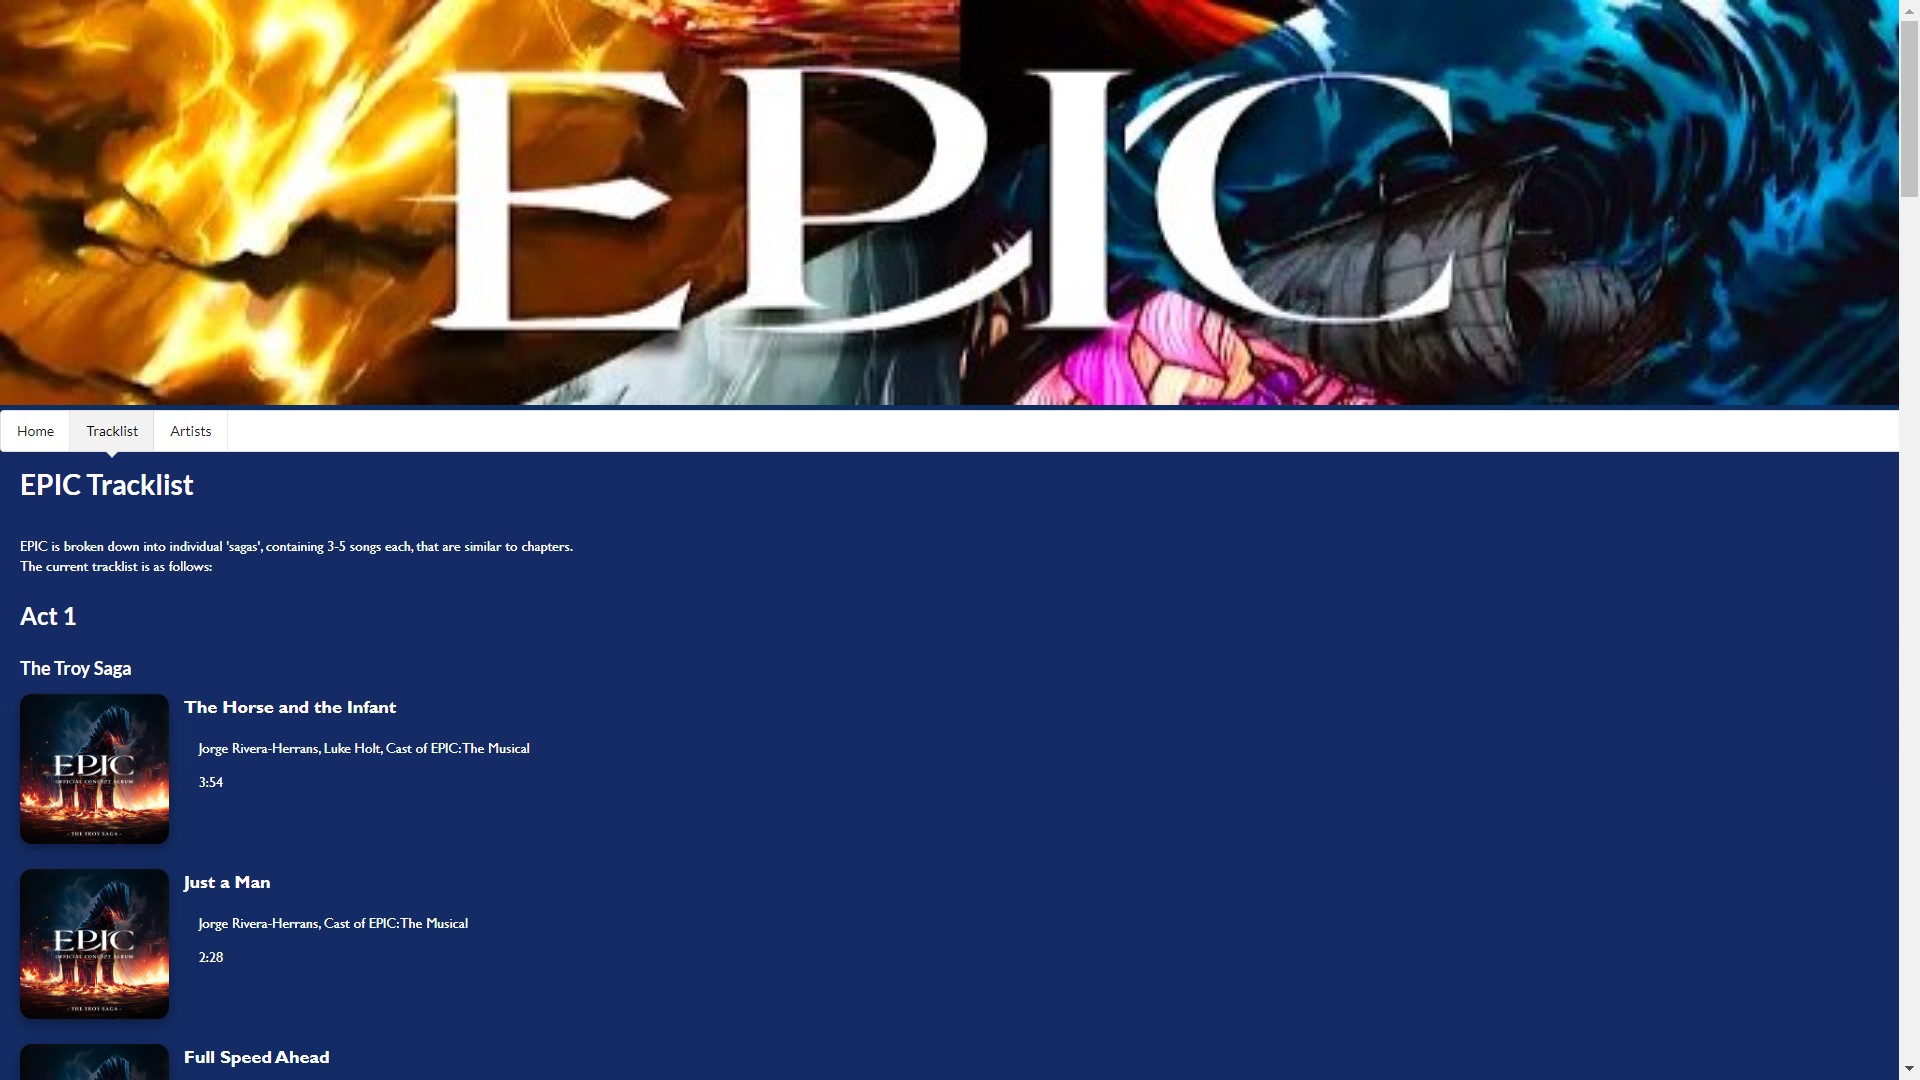 EPIC
Home
Tracklist
Artists
EPIC Tracklist
EPIC is broken down into individual 'sagas', containing 3-5 songs each, that are similar to chapters.
The current tracklist is as follows:
Act 1
The Troy Saga
EPIC
OFFICIAL CONCEPT ALBUM
- THE TROY SAGA -
The Horse and the Infant
Jorge Rivera-Herrans, Luke Holt, Cast of EPIC: The Musical
3:54
EPIC
OFFICIAL CONCEPT ALBUM
- THE TROY SAGA -
Just a Man
Jorge Rivera-Herrans, Cast of EPIC: The Musical
2:28
Full Speed Ahead